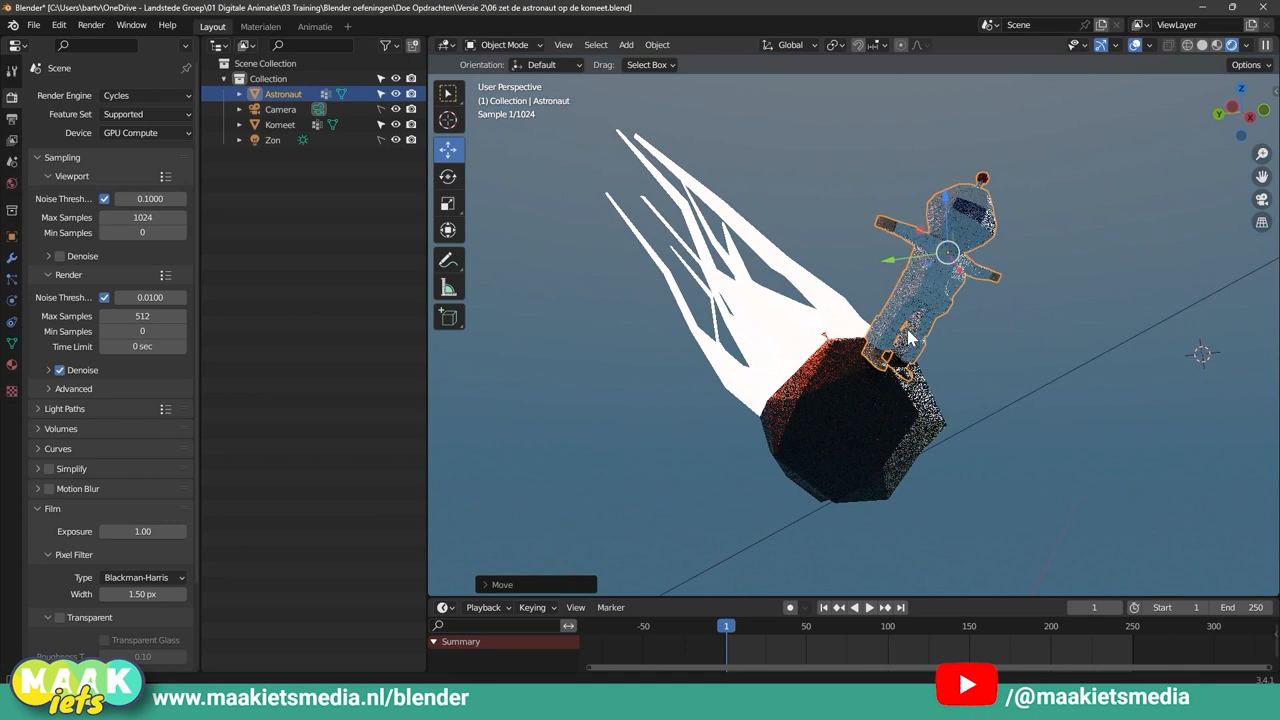 Blender* [C:\Users\bartv\OneDrive - Landstede Groep\01 Digitale Animatie\03 Training\Blender oefeningen\Doe Opdrachten\Versie 2\06 zet de astronaut op de komeet.blend]
File Edit Render Window Help
Layout Materialen Animatie
Scene
ViewLayer
Object Mode View Select Add Object
Global
Scene
Orientation: Default Drag: Select Box
Options
Render Engine Cycles
Feature Set Supported
Device GPU Compute
Sampling
Viewport
Noise Thresh... 0.1000
Max Samples 1024
Min Samples 0
Denoise
Render
Noise Thresh... 0.0100
Max Samples 512
Min Samples 0
Time Limit 0 sec
Denoise
Advanced
Light Paths
Volumes
Curves
Simplify
Motion Blur
Film
Exposure 1.00
Pixel Filter
Type Blackman-Harris
Width 1.50 px
Transparent
Transparent Glass
Roughness T... 0.10
Scene Collection
Collection
Astronaut
Camera
Komeet
Zon
User Perspective
(1) Collection | Astronaut
Sample 1/1024
Z
Y
X
Move
Playback Keying View Marker
1 Start 1 End 250
-50 1 50 100 150 200 250 300
Summary
3.4.1
MAAK
iets
www.maakietsmedia.nl/blender
/@maakietsmedia